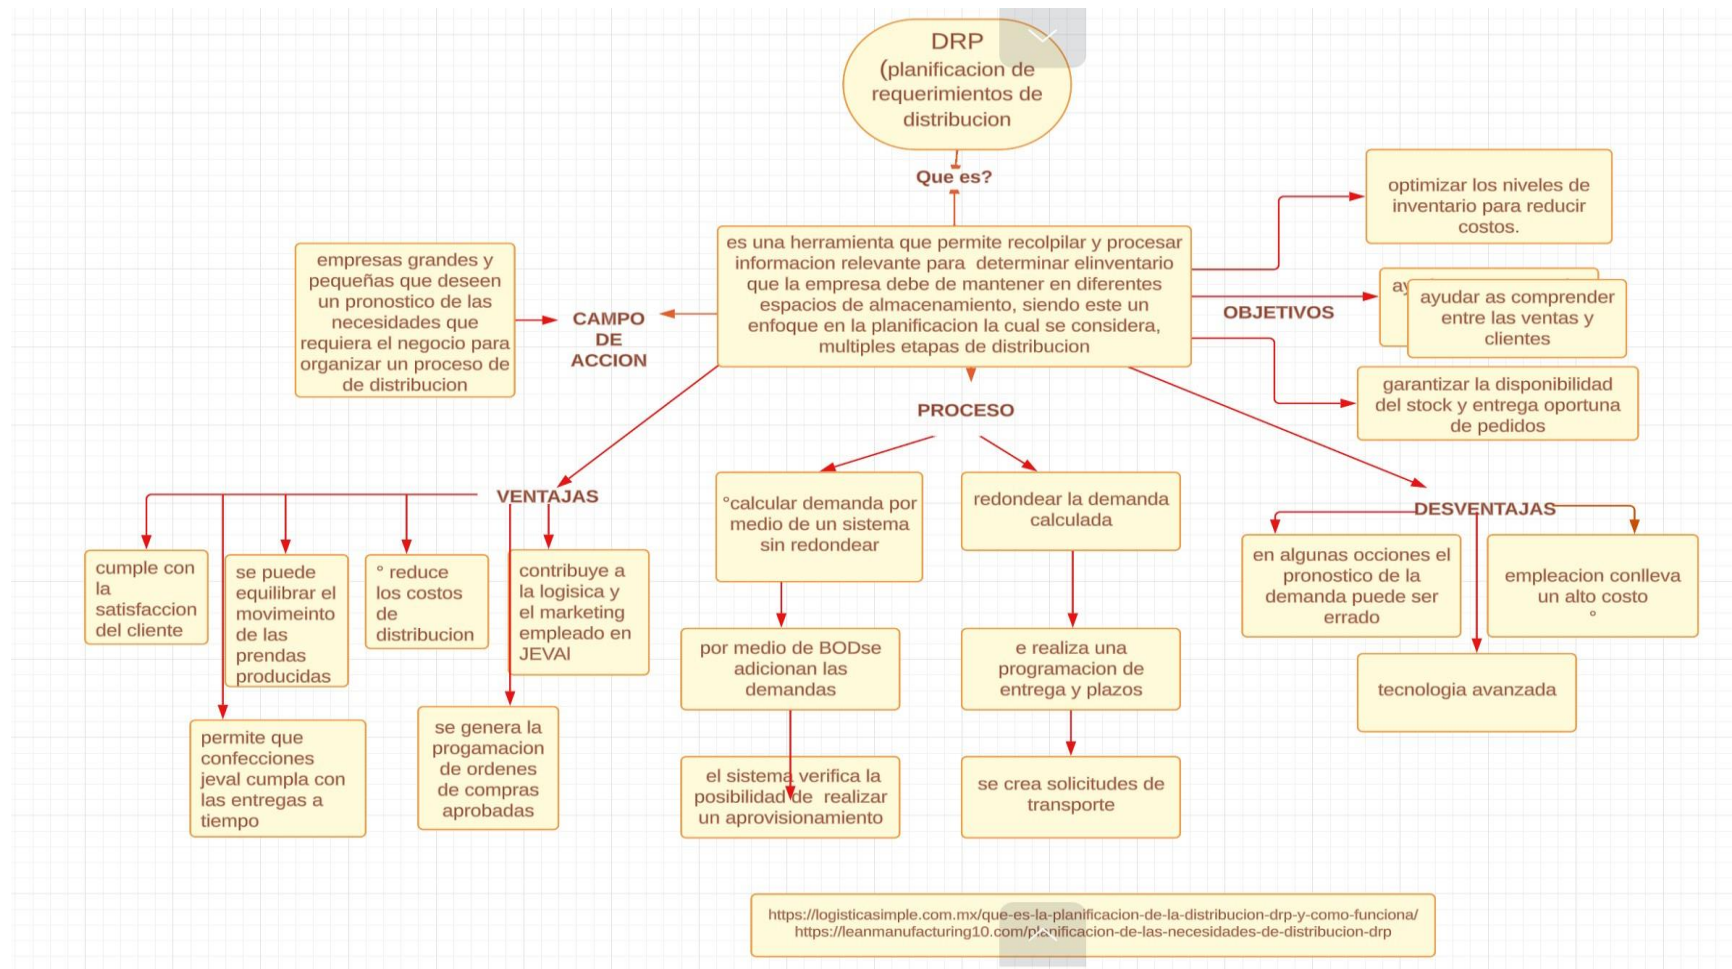 DRP
(planificacion de
requerimientos de
distribucion
Que es?
es una herramienta que permite recolpilar y procesar
informacion relevante para determinar elinventario
que la empresa debe de mantener en diferentes
espacios de almacenamiento, siendo este un
enfoque en la planificacion la cual se considera,
multiples etapas de distribucion
empresas grandes y
pequeñas que deseen
un pronostico de las
necesidades que
requiera el negocio para
organizar un proceso de
de distribucion
CAMPO
DE
ACCION
OBJETIVOS
optimizar los niveles de
inventario para reducir
costos.
ay
ayudar as comprender
entre las ventas y
clientes
garantizar la disponibilidad
del stock y entrega oportuna
de pedidos
VENTAJAS
cumple con
la
satisfaccion
del cliente
se puede
equilibrar el
movimeinto
de las
prendas
producidas
° reduce
los costos
de
distribucion
contribuye a
la logisica y
el marketing
empleado en
JEVAl
permite que
confecciones
jeval cumpla con
las entregas a
tiempo
se genera la
progamacion
de ordenes
de compras
aprobadas
PROCESO
°calcular demanda por
medio de un sistema
sin redondear
por medio de BODse
adicionan las
demandas
el sistema verifica la
posibilidad de realizar
un aprovisionamiento
redondear la demanda
calculada
e realiza una
programacion de
entrega y plazos
se crea solicitudes de
transporte
DESVENTAJAS
en algunas occiones el
pronostico de la
demanda puede ser
errado
empleacion conlleva
un alto costo
°
tecnologia avanzada
https://logisticasimple.com.mx/que-es-la-planificacion-de-la-distribucion-drp-y-como-funciona/
https://leanmanufacturing10.com/planificacion-de-las-necesidades-de-distribucion-drp